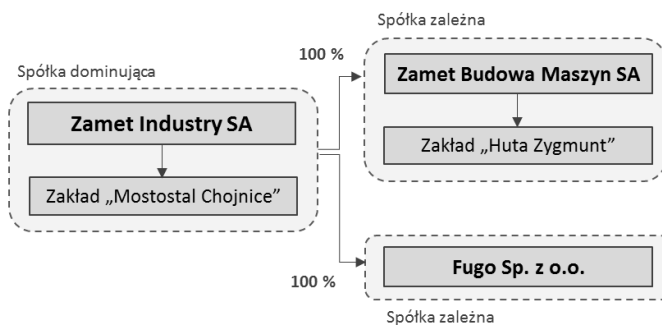 Spółka dominująca
Zamet Industry SA
Zakład „Mostostal Chojnice”
100 %
Spółka zależna
Zamet Budowa Maszyn SA
Zakład „Huta Zygmunt”
100 %
Fugo Sp. z o.o.
Spółka zależna